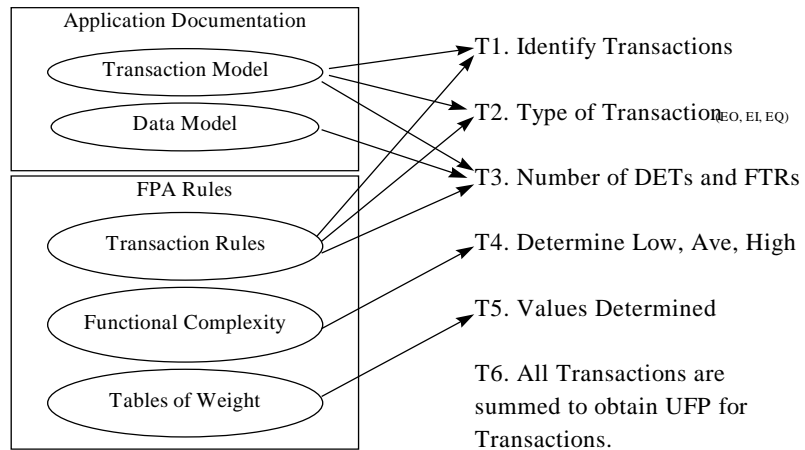 Application Documentation
Transaction Model
Data Model
FPA Rules
Transaction Rules
Functional Complexity
Tables of Weight
T1. Identify Transactions
T2. Type of Transaction(EO, EI, EQ)
T3. Number of DETs and FTRs
T4. Determine Low, Ave, High
T5. Values Determined
T6. All Transactions are
summed to obtain UFP for
Transactions.